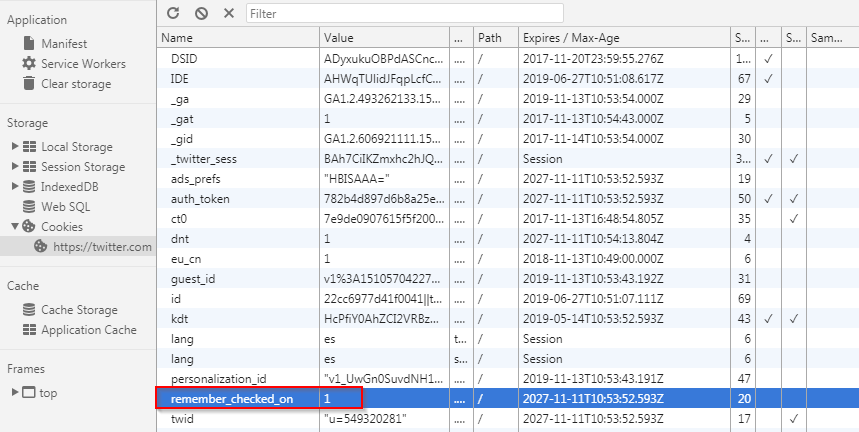 Application
Manifest
Service Workers
Clear storage
Storage
Local Storage
Session Storage
IndexedDB
Web SQL
Cookies
https://twitter.com
Cache
Cache Storage
Application Cache
Frames
top
Filter
Name Value ... Path Expires / Max-Age S... ... S... Sam...
DSID ADyxukuOBPdASCnc... .... / 2017-11-20T23:59:55.276Z 1... ✓
IDE AHWqTUlidJFqpLcfC... .... / 2019-06-27T10:51:08.617Z 67 ✓
_ga GA1.2.493262133.15... .... / 2019-11-13T10:53:54.000Z 29
_gat 1 .... / 2017-11-13T10:54:43.000Z 5
_gid GA1.2.606921111.15... .... / 2017-11-14T10:53:54.000Z 30
_twitter_sess BAh7CiIKZmxhc2hJQ... .... / Session 3... ✓ ✓
ads_prefs "HBISAAA=" .... / 2027-11-11T10:53:52.593Z 19
auth_token 782b4d897d6b8a25e... .... / 2027-11-11T10:53:52.593Z 50 ✓ ✓
ct0 7e9de0907615f5f200... .... / 2017-11-13T16:48:54.805Z 35 ✓
dnt 1 .... / 2027-11-11T10:54:13.804Z 4
eu_cn 1 .... / 2018-11-13T10:49:00.000Z 6
guest_id v1%3A15105704227... .... / 2019-11-13T10:53:43.192Z 31
id 22cc6977d41f0041||t... .... / 2019-06-27T10:51:07.111Z 69
kdt HcPfiY0AhZCI2VRBz... .... / 2019-05-14T10:53:52.593Z 43 ✓ ✓
lang es t... / Session 6
lang es s... / Session 6
personalization_id "v1_UwGn0SuvdNH1... .... / 2019-11-13T10:53:43.191Z 47
remember_checked_on 1 .... / 2027-11-11T10:53:52.593Z 20
twid "u=549320281" .... / 2027-11-11T10:53:52.593Z 17 ✓